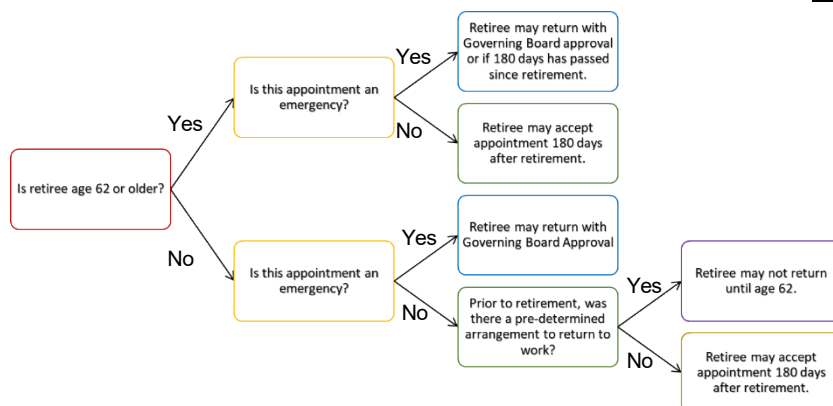 Is retiree age 62 or older?
Yes
No
Is this appointment an
emergency?
Yes
No
Retiree may return with
Governing Board approval
or if 180 days has passed
since retirement.
Retiree may accept
appointment 180 days
after retirement.
Is this appointment an
emergency?
Yes
No
Retiree may return with
Governing Board Approval
Prior to retirement, was
there a pre-determined
arrangement to return to
work?
Yes
No
Retiree may not return
until age 62.
Retiree may accept
appointment 180 days
after retirement.